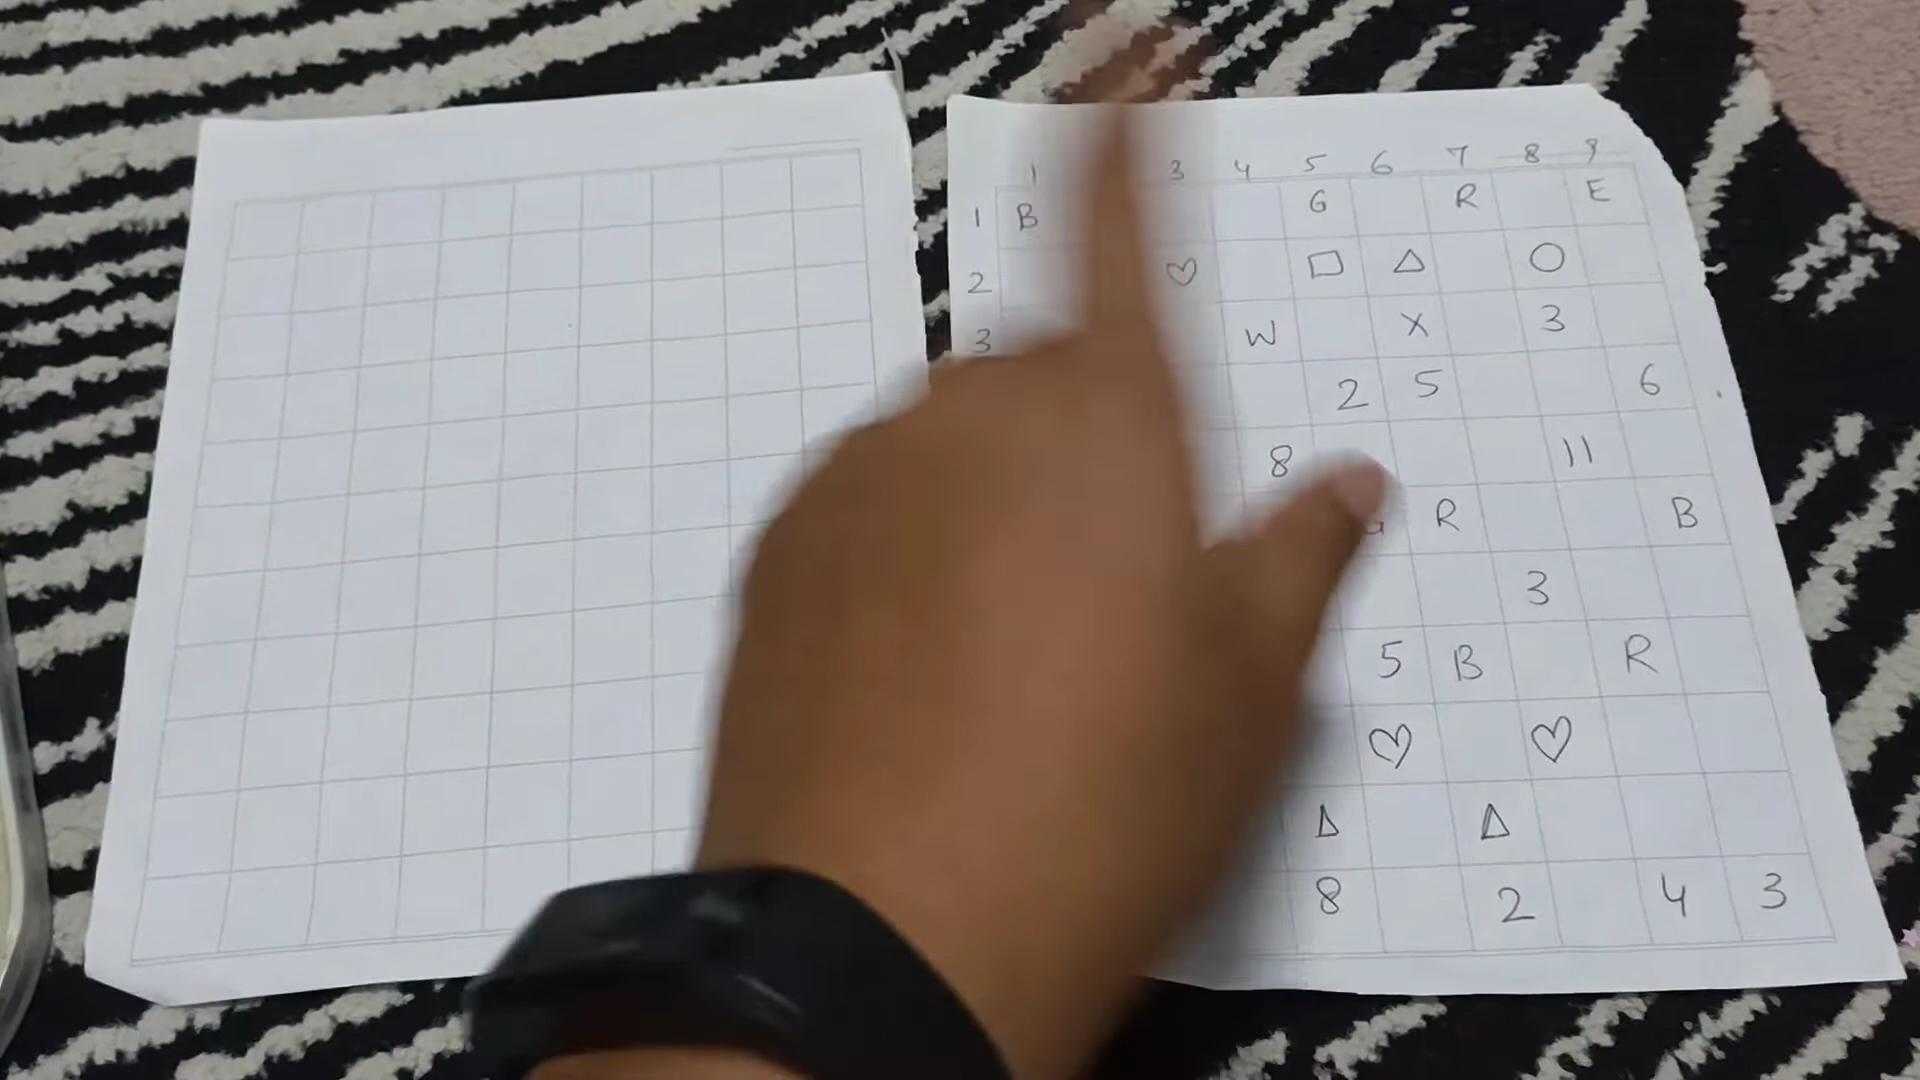 1 3 4 5 6 7 8 9
1 B G R E
2 ♡ □ △ ○
3 W X 3
2 5 6
8 11
R B
3
5 B R
♡ ♡
△ △
8 2 4 3